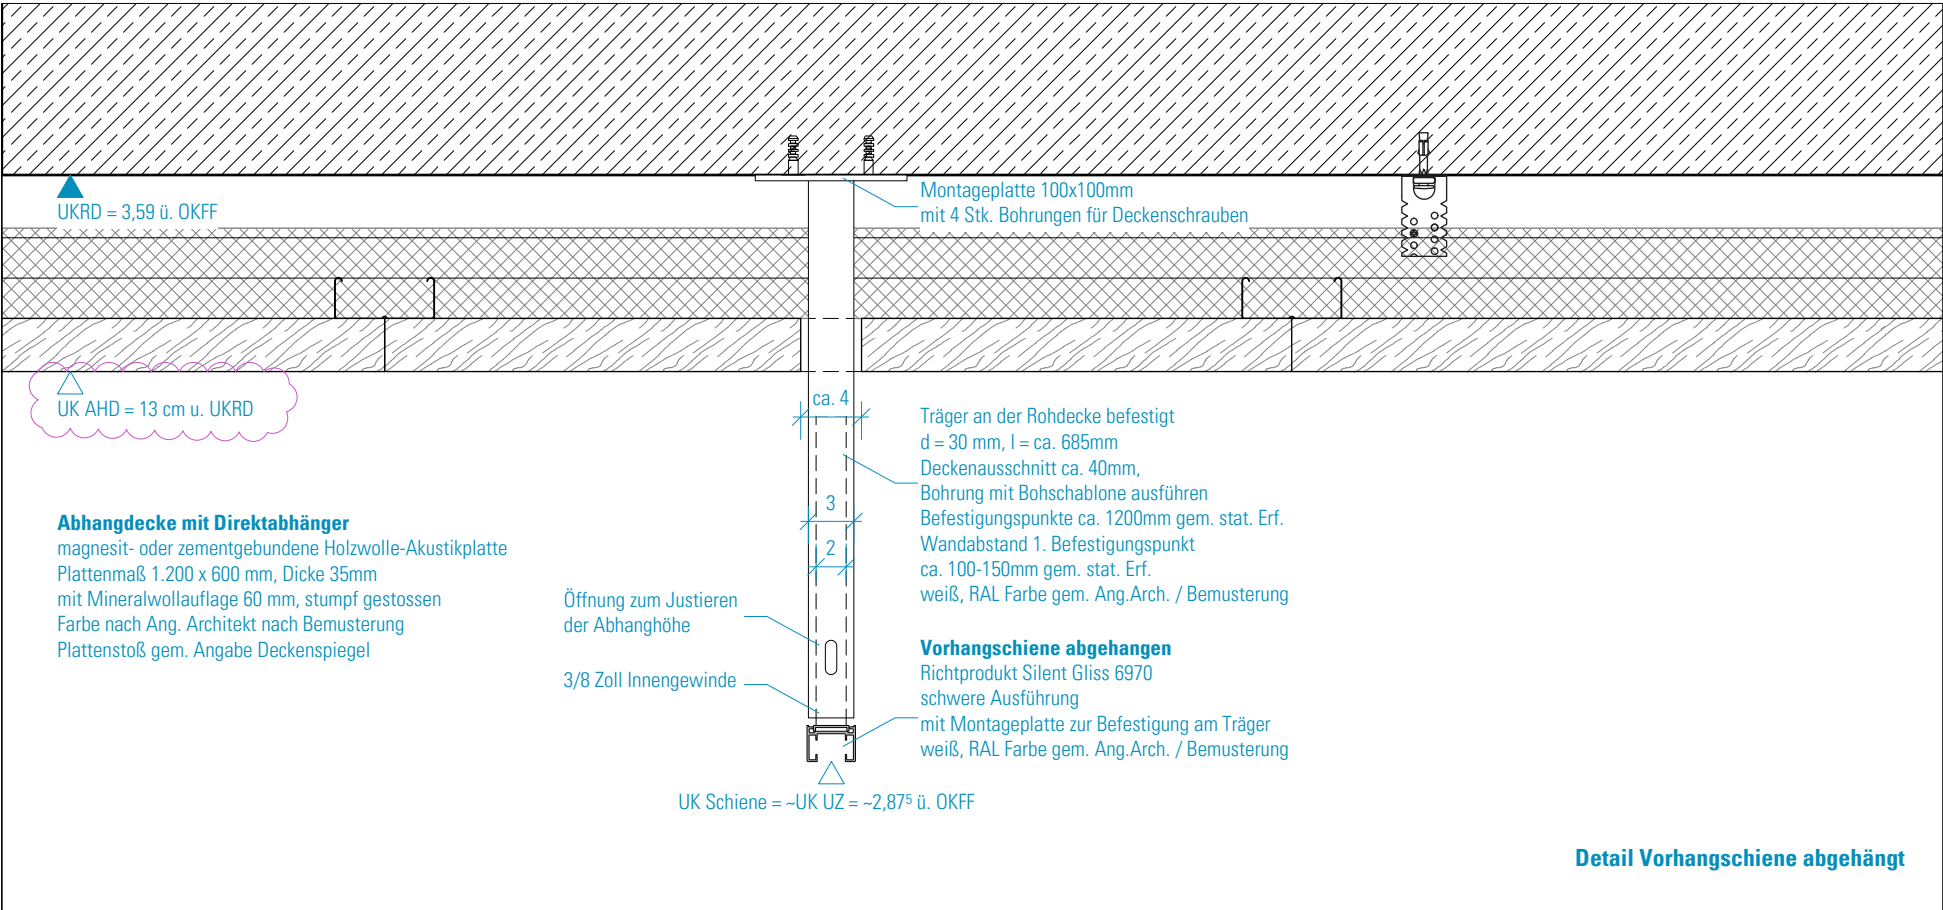 Montageplatte 100x100mm
mit 4 Stk. Bohrungen für Deckenschrauben
UKRD = 3,59 ü. OKFF
UK AHD = 13 cm u. UKRD
ca. 4
Träger an der Rohdecke befestigt
d = 30 mm, l = ca. 685mm
Deckenausschnitt ca. 40mm,
Bohrung mit Bohschablone ausführen
Befestigungspunkte ca. 1200mm gem. stat. Erf.
Wandabstand 1. Befestigungspunkt
ca. 100-150mm gem. stat. Erf.
weiß, RAL Farbe gem. Ang.Arch. / Bemusterung
3
2
Abhangdecke mit Direktabhänger
magnesit- oder zementgebundene Holzwolle-Akustikplatte
Plattenmaß 1.200 x 600 mm, Dicke 35mm
mit Mineralwollauflage 60 mm, stumpf gestossen
Farbe nach Ang. Architekt nach Bemusterung
Plattenstoß gem. Angabe Deckenspiegel
Öffnung zum Justieren
der Abhanghöhe
3/8 Zoll Innengewinde
Vorhangschiene abgehangen
Richtprodukt Silent Gliss 6970
schwere Ausführung
mit Montageplatte zur Befestigung am Träger
weiß, RAL Farbe gem. Ang.Arch. / Bemusterung
UK Schiene = ~UK UZ = ~2,87⁵ ü. OKFF
Detail Vorhangschiene abgehängt